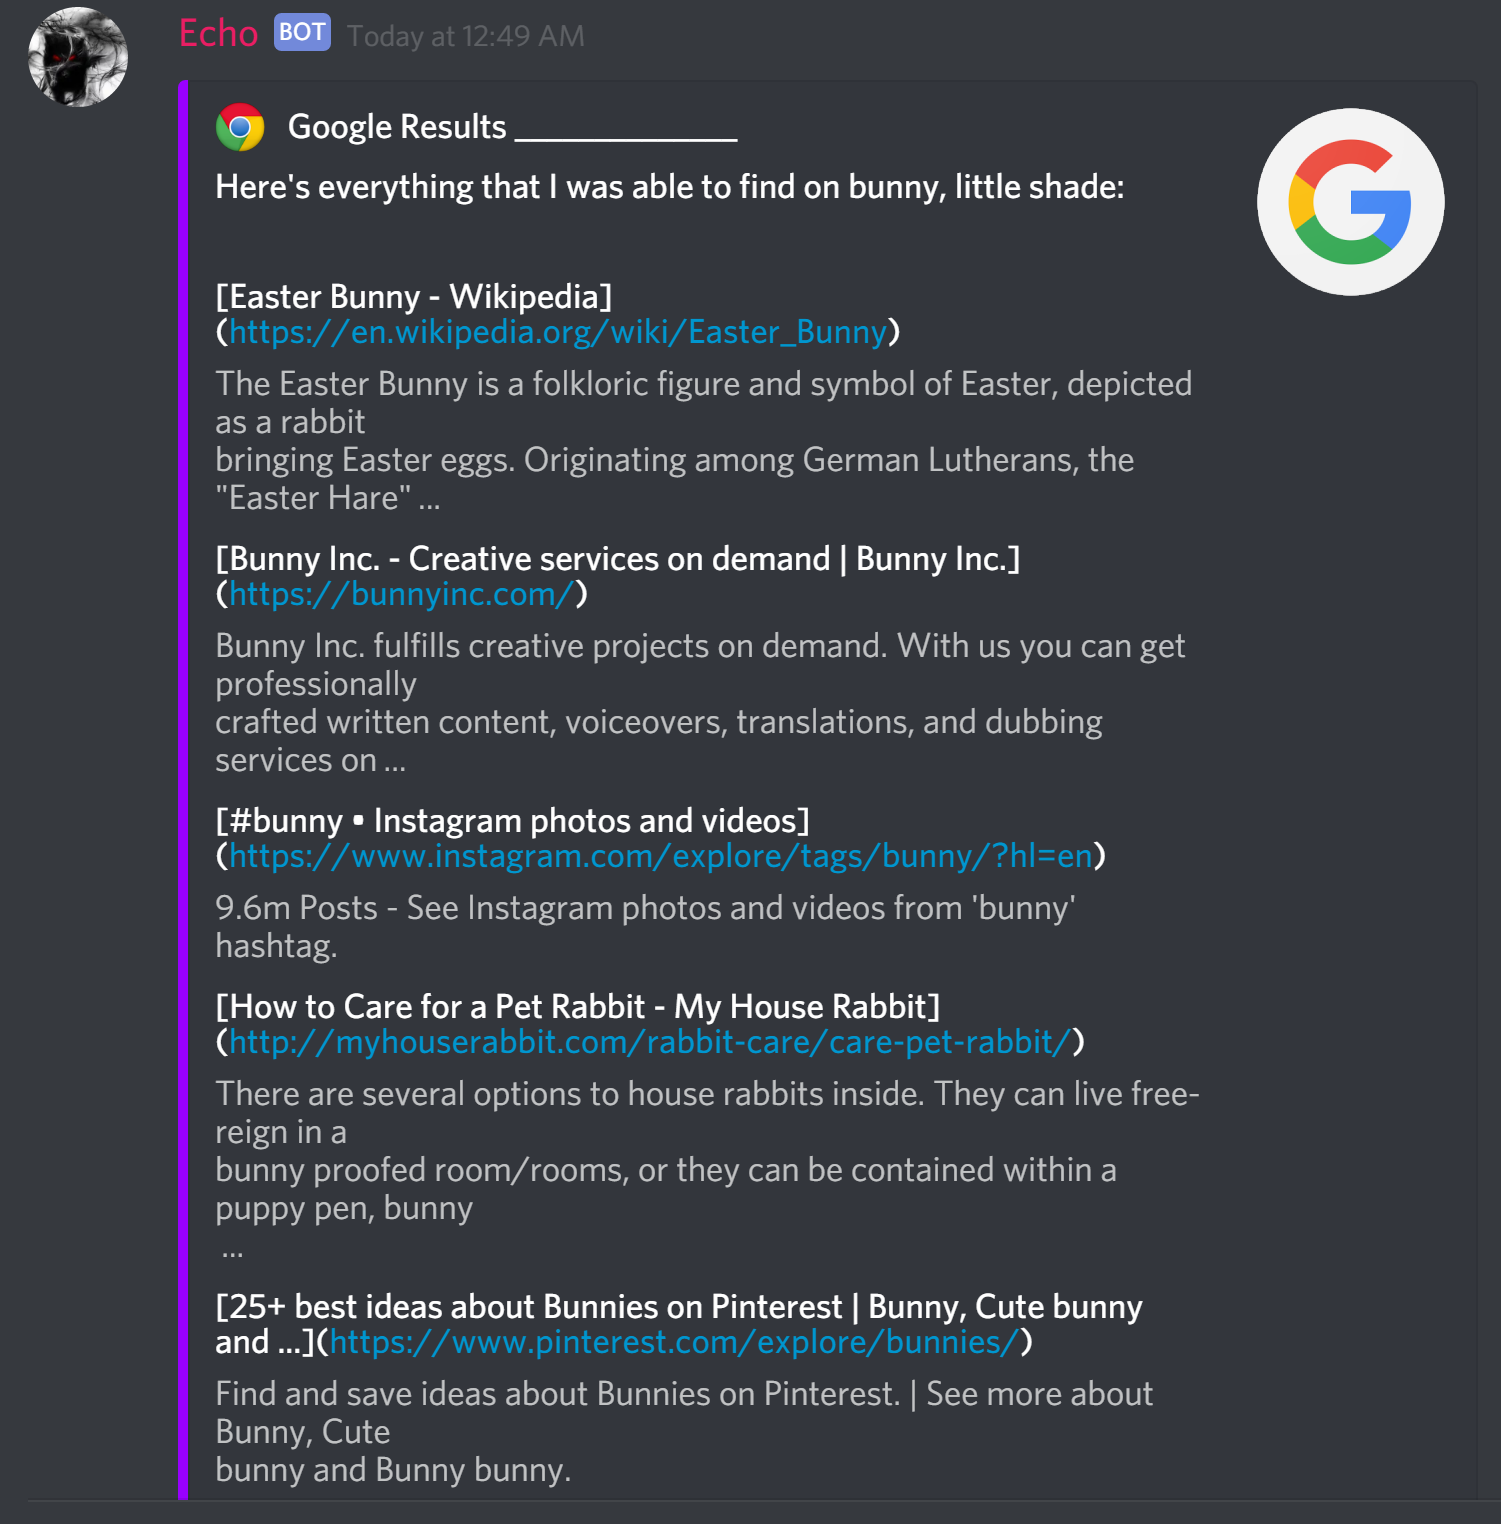 Echo BOT Today at 12:49 AM
Google Results _______________
Here's everything that I was able to find on bunny, little shade:
[Easter Bunny - Wikipedia]
(https://en.wikipedia.org/wiki/Easter_Bunny)
The Easter Bunny is a folkloric figure and symbol of Easter, depicted
as a rabbit
bringing Easter eggs. Originating among German Lutherans, the
"Easter Hare" ...
[Bunny Inc. - Creative services on demand | Bunny Inc.]
(https://bunnyinc.com/)
Bunny Inc. fulfills creative projects on demand. With us you can get
professionally
crafted written content, voiceovers, translations, and dubbing
services on ...
[#bunny • Instagram photos and videos]
(https://www.instagram.com/explore/tags/bunny/?hl=en)
9.6m Posts - See Instagram photos and videos from 'bunny'
hashtag.
[How to Care for a Pet Rabbit - My House Rabbit]
(http://myhouserabbit.com/rabbit-care/care-pet-rabbit/)
There are several options to house rabbits inside. They can live free-
reign in a
bunny proofed room/rooms, or they can be contained within a
puppy pen, bunny
...
[25+ best ideas about Bunnies on Pinterest | Bunny, Cute bunny
and ...](https://www.pinterest.com/explore/bunnies/)
Find and save ideas about Bunnies on Pinterest. | See more about
Bunny, Cute
bunny and Bunny bunny.